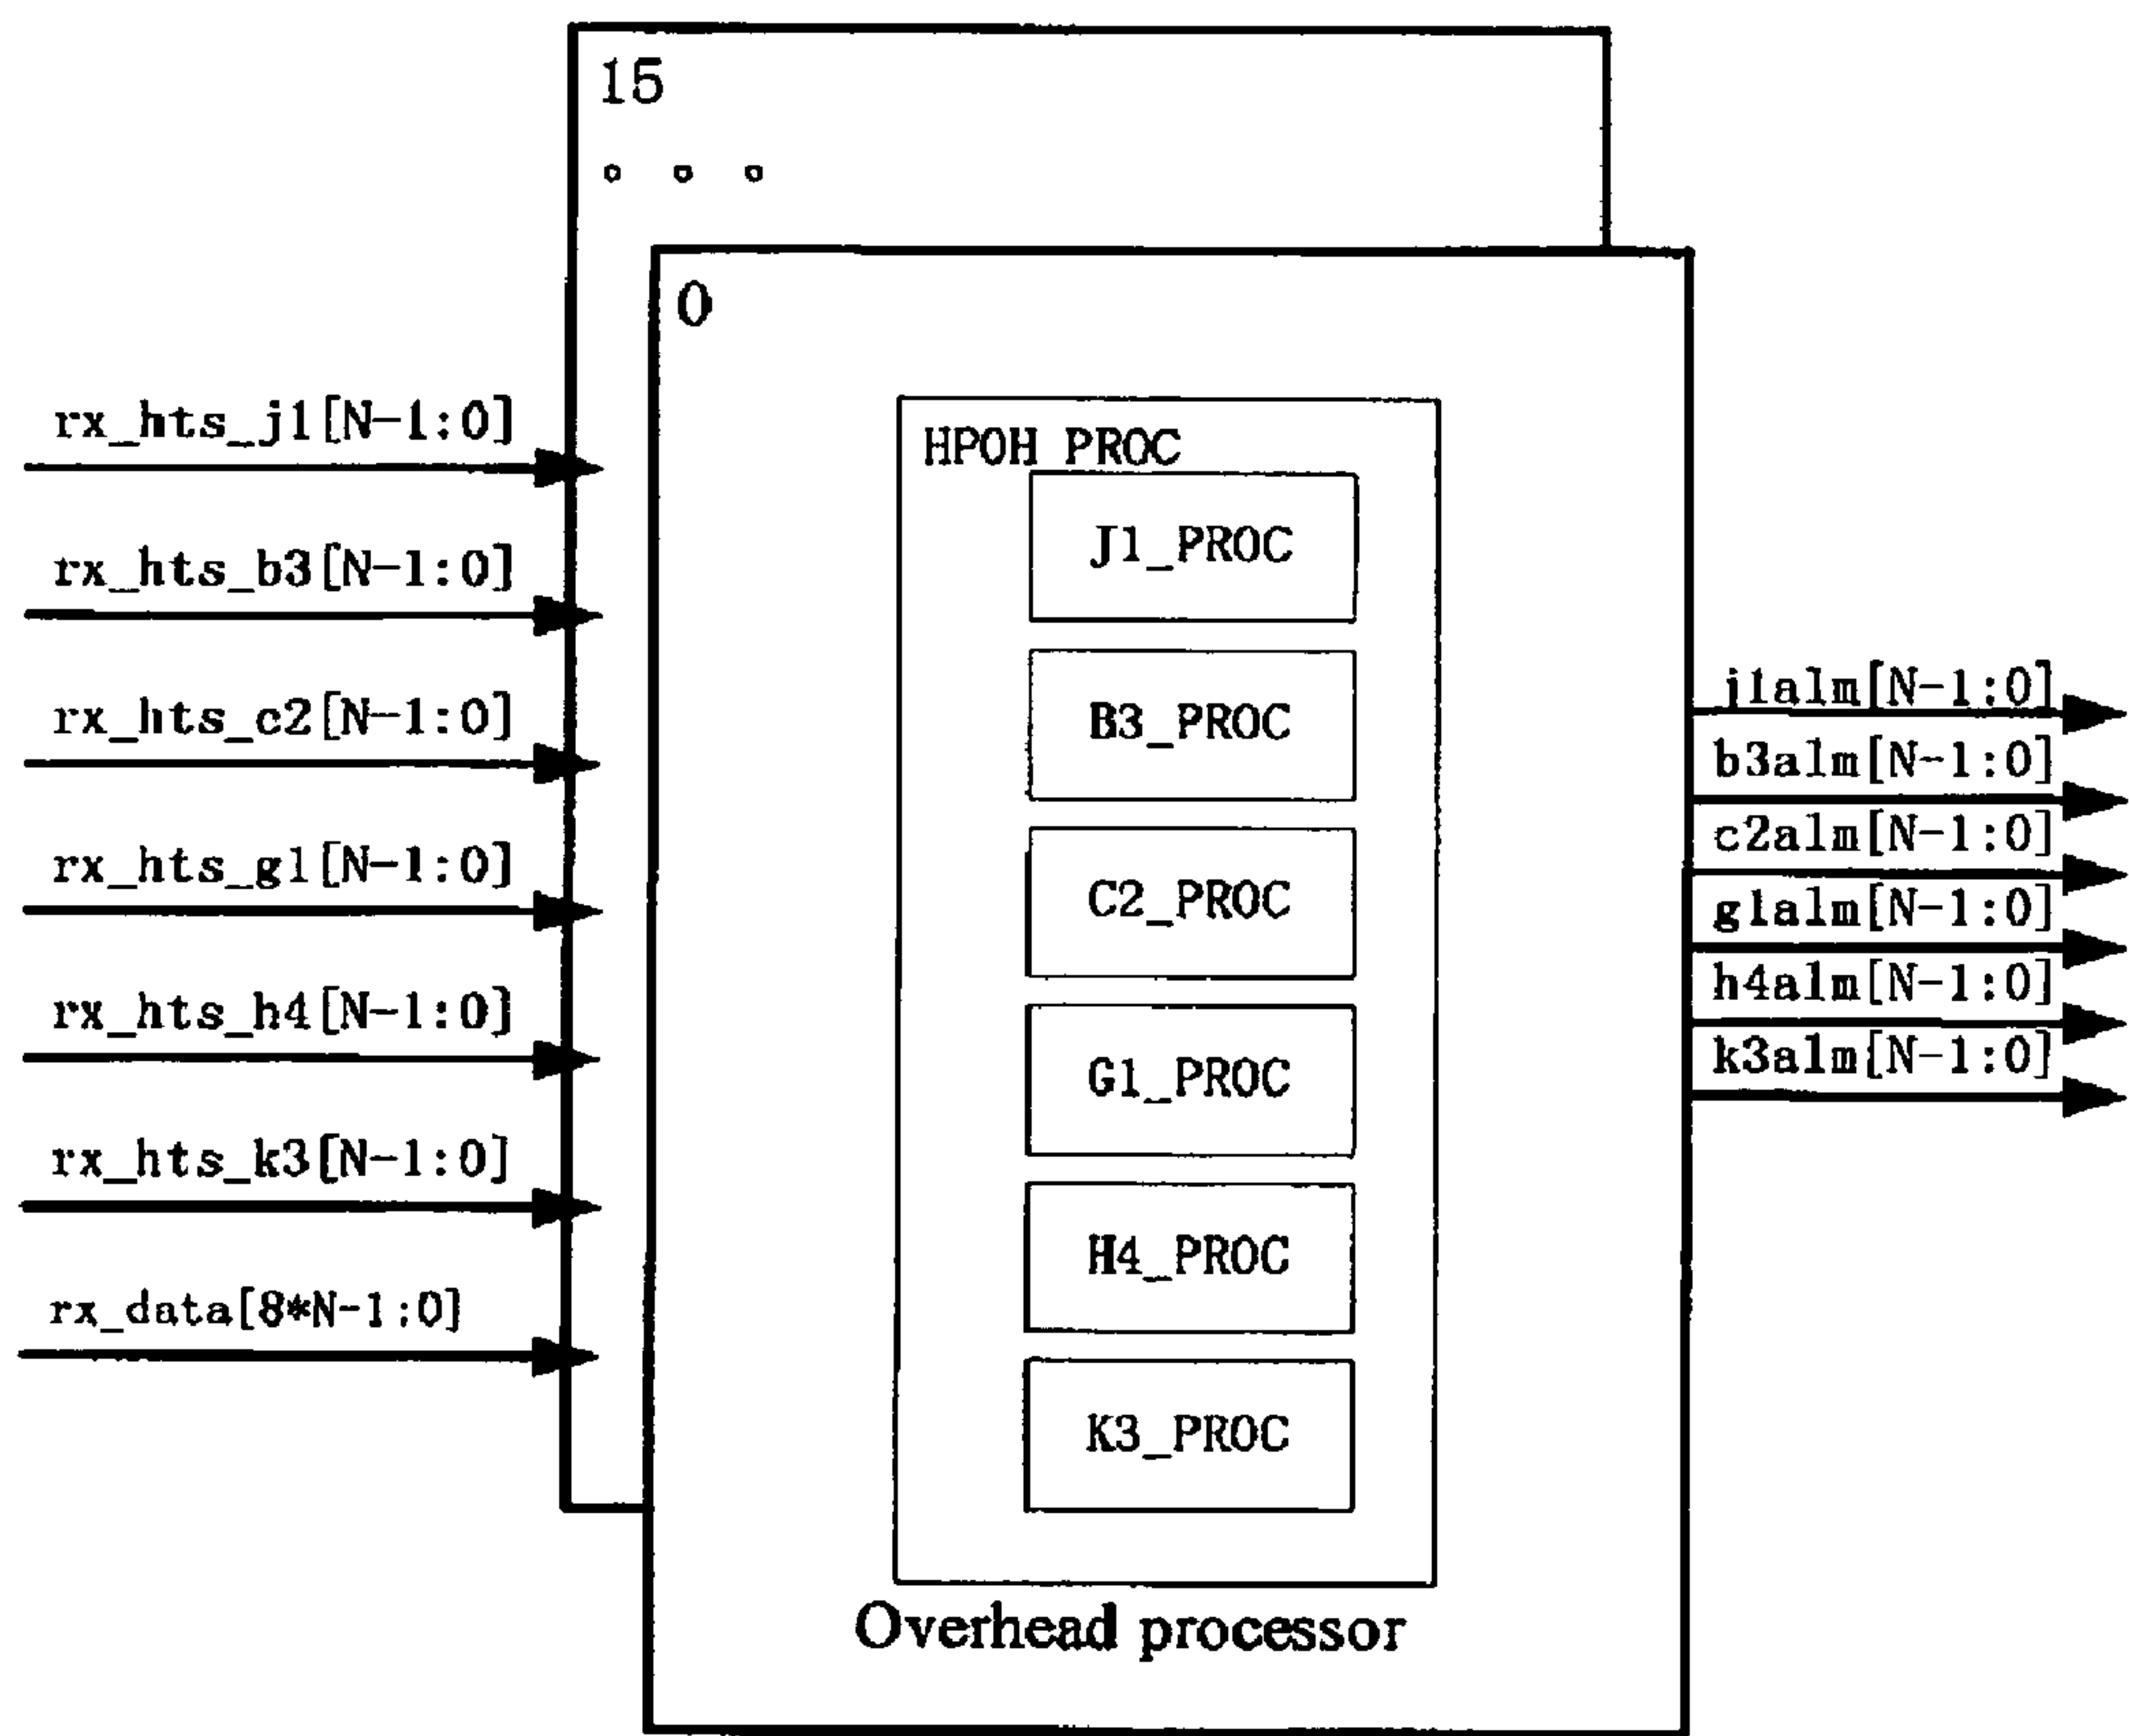 15
0
rx_hts_j1[N-1:0]
rx_hts_b3[N-1:0]
rx_hts_c2[N-1:0]
rx_hts_g1[N-1:0]
rx_hts_h4[N-1:0]
rx_hts_k3[N-1:0]
rx_data[8*N-1:0]
HPOH PROC
J1_PROC
B3_PROC
C2_PROC
G1_PROC
H4_PROC
K3_PROC
Overhead processor
j1alm[N-1:0]
b3alm[N-1:0]
c2alm[N-1:0]
g1alm[N-1:0]
h4alm[N-1:0]
k3alm[N-1:0]